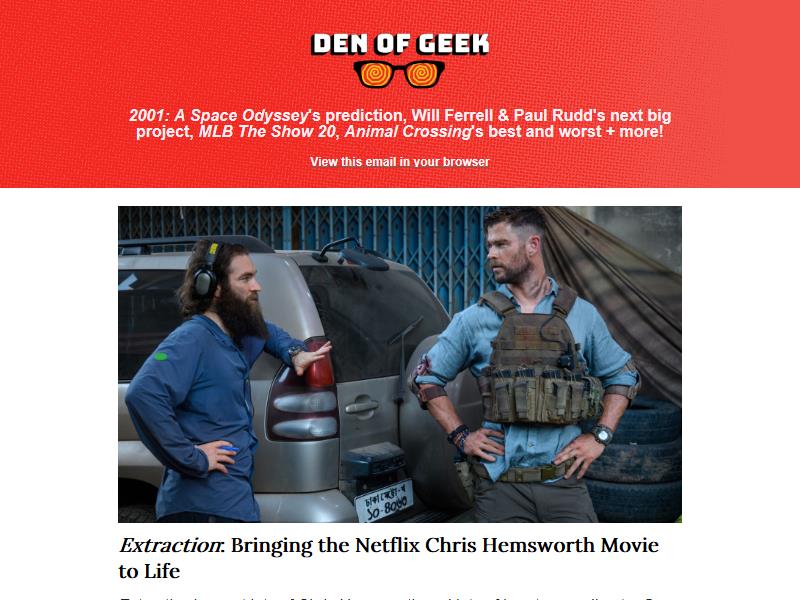 DEN OF GEEK
2001: A Space Odyssey's prediction, Will Ferrell & Paul Rudd's next big
project, MLB The Show 20, Animal Crossing's best and worst + more!
View this email in your browser
Extraction: Bringing the Netflix Chris Hemsworth Movie
to Life